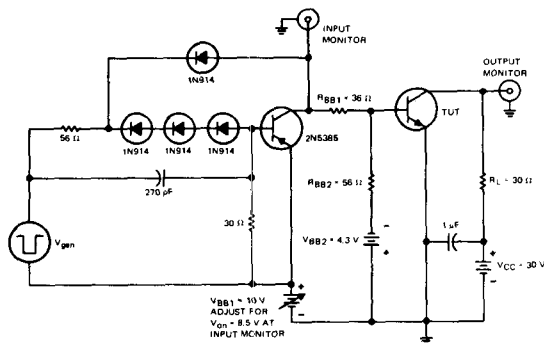 INPUT
MONITOR
1N914
OUTPUT
MONITOR
RBB1 = 36 Ω
TUT
56 Ω
1N914
1N914
1N914
2N5385
270 pF
30 Ω
RBB2 = 56 Ω
RL = 30 Ω
1 µF
Vgen
VBB2 = 4.3 V
VCC = 30 V
VBB1 = 10 V
ADJUST FOR
Von = 8.5 V AT
INPUT MONITOR